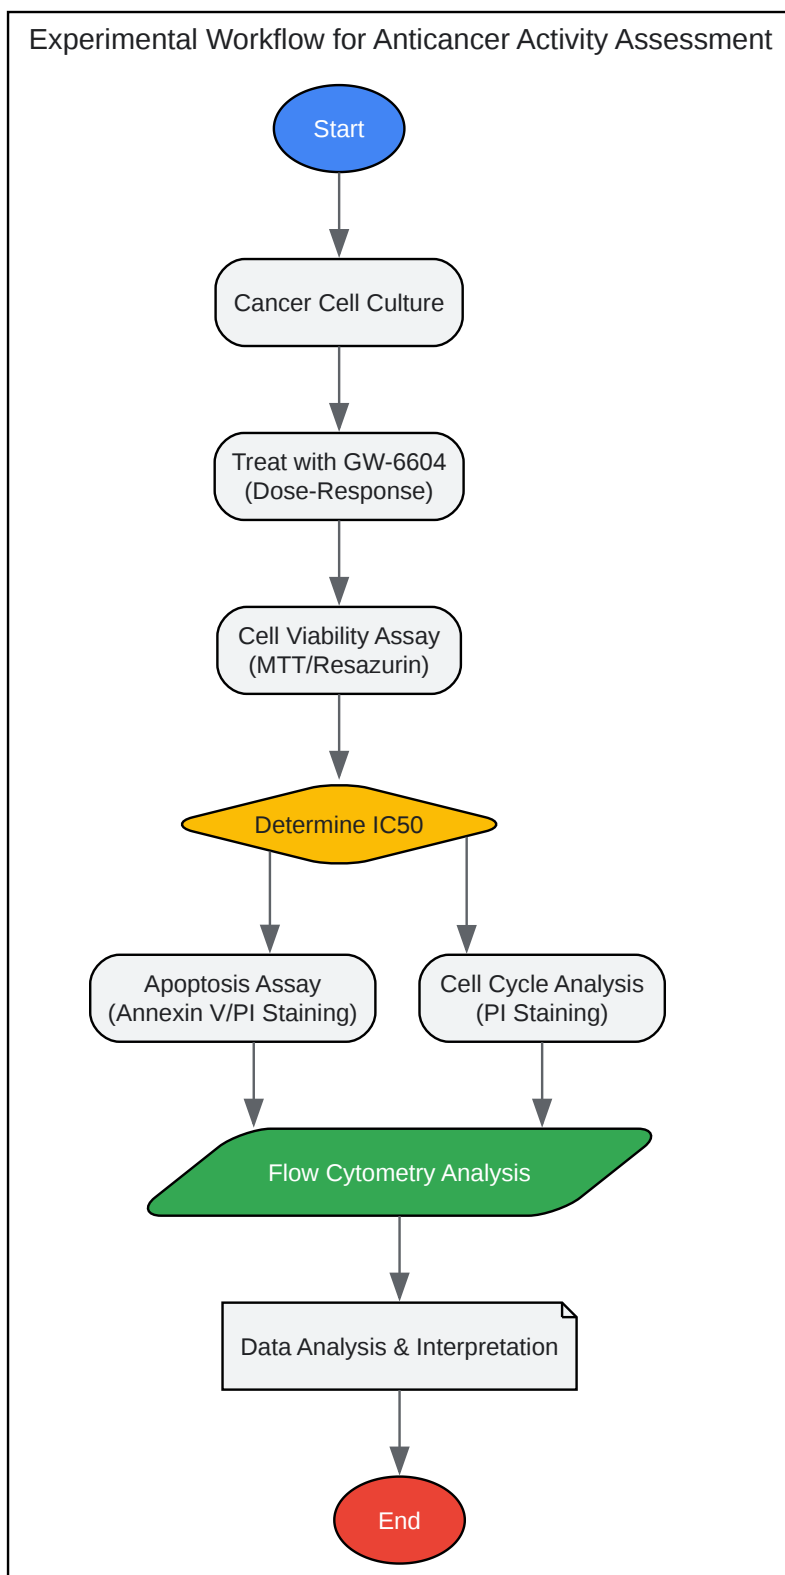 Experimental Workflow for Anticancer Activity Assessment
Start
Cancer Cell Culture
Treat with GW-6604
(Dose-Response)
Cell Viability Assay
(MTT/Resazurin)
Determine IC50
Apoptosis Assay
(Annexin V/PI Staining)
Cell Cycle Analysis
(PI Staining)
Flow Cytometry Analysis
Data Analysis & Interpretation
End